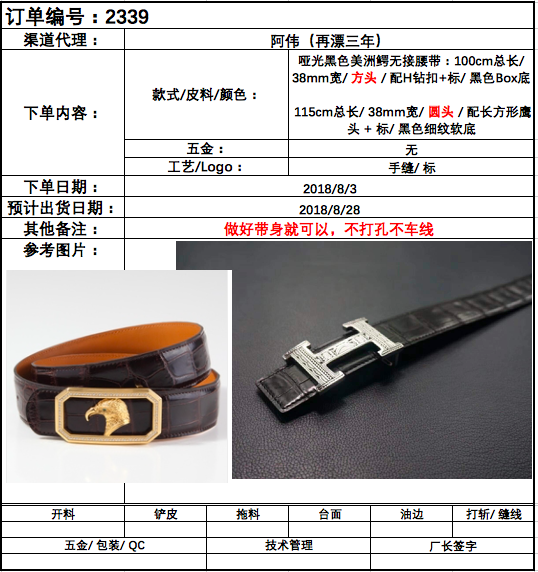 订单编号：2339
渠道代理：
阿伟（再漂三年）
下单内容：
款式/皮料/颜色：
哑光黑色美洲鳄无接腰带：100cm总长/
38mm宽/ 方头 / 配H钻扣+标/ 黑色Box底
115cm总长/ 38mm宽/ 圆头 / 配长方形鹰
头 + 标/ 黑色细纹软底
五金：
无
工艺/Logo：
手缝/ 标
下单日期：
2018/8/3
预计出货日期：
2018/8/28
其他备注：
做好带身就可以，不打孔不车线
参考图片：
开料
铲皮
拖料
台面
油边
打斩/ 缝线
五金/ 包装/ QC
技术管理
厂长签字